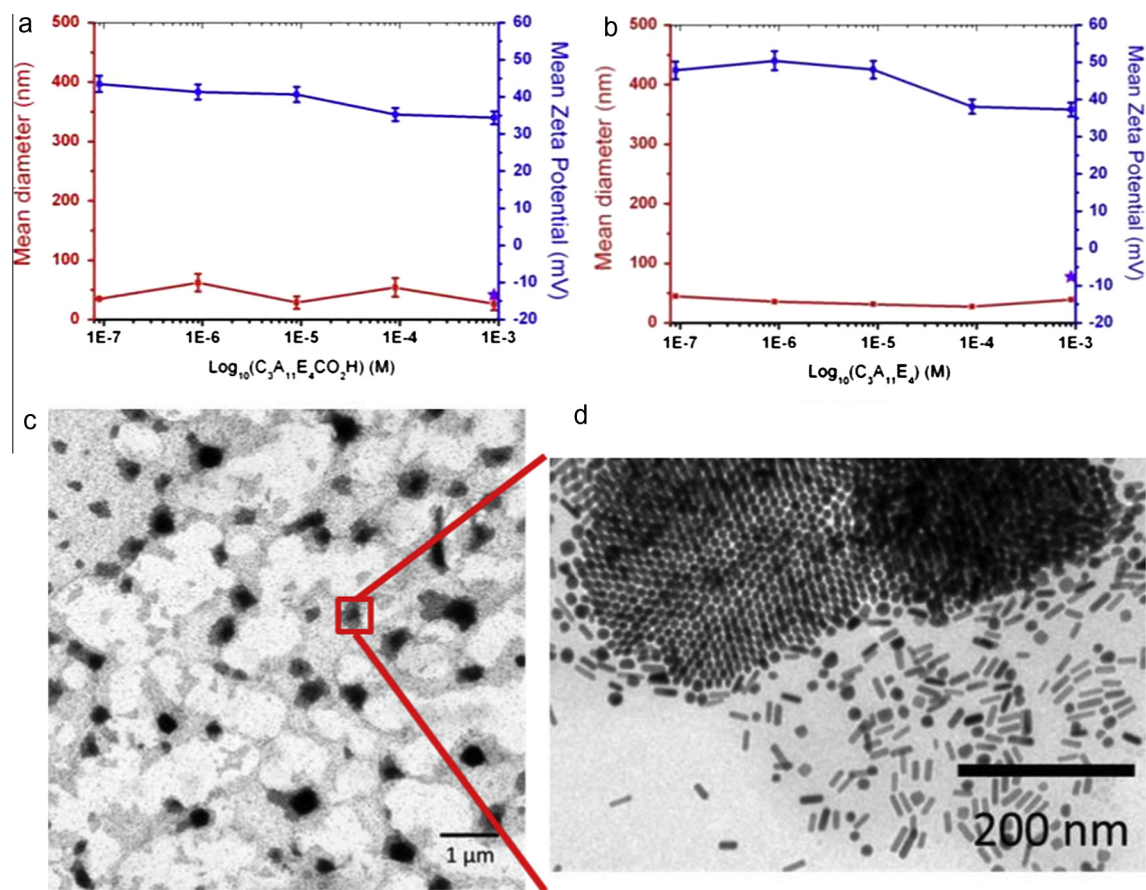 a
500
400
300
200
100
0
Mean diameter (nm)
60
50
40
30
20
10
0
-10
-20
Mean Zeta Potential (mV)
1E-7 1E-6 1E-5 1E-4 1E-3
Log₁₀(C₃A₁₁E₄CO₂H) (M)
b
500
400
300
200
100
0
Mean diameter (nm)
60
50
40
30
20
10
0
-10
-20
Mean Zeta Potential (mV)
1E-7 1E-6 1E-5 1E-4 1E-3
Log₁₀(C₃A₁₁E₄) (M)
c
1 μm
d
200 nm